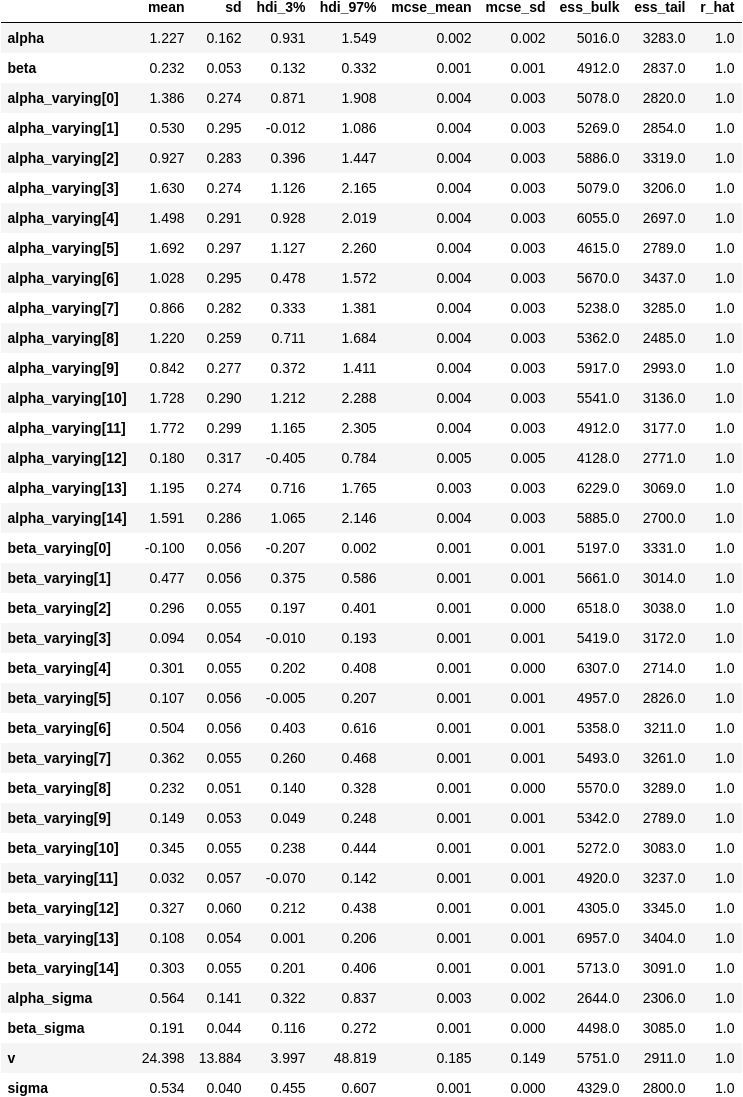 mean sd hdi_3% hdi_97% mcse_mean mcse_sd ess_bulk ess_tail r_hat
alpha 1.227 0.162 0.931 1.549 0.002 0.002 5016.0 3283.0 1.0
beta 0.232 0.053 0.132 0.332 0.001 0.001 4912.0 2837.0 1.0
alpha_varying[0] 1.386 0.274 0.871 1.908 0.004 0.003 5078.0 2820.0 1.0
alpha_varying[1] 0.530 0.295 -0.012 1.086 0.004 0.003 5269.0 2854.0 1.0
alpha_varying[2] 0.927 0.283 0.396 1.447 0.004 0.003 5886.0 3319.0 1.0
alpha_varying[3] 1.630 0.274 1.126 2.165 0.004 0.003 5079.0 3206.0 1.0
alpha_varying[4] 1.498 0.291 0.928 2.019 0.004 0.003 6055.0 2697.0 1.0
alpha_varying[5] 1.692 0.297 1.127 2.260 0.004 0.003 4615.0 2789.0 1.0
alpha_varying[6] 1.028 0.295 0.478 1.572 0.004 0.003 5670.0 3437.0 1.0
alpha_varying[7] 0.866 0.282 0.333 1.381 0.004 0.003 5238.0 3285.0 1.0
alpha_varying[8] 1.220 0.259 0.711 1.684 0.004 0.003 5362.0 2485.0 1.0
alpha_varying[9] 0.842 0.277 0.372 1.411 0.004 0.003 5917.0 2993.0 1.0
alpha_varying[10] 1.728 0.290 1.212 2.288 0.004 0.003 5541.0 3136.0 1.0
alpha_varying[11] 1.772 0.299 1.165 2.305 0.004 0.003 4912.0 3177.0 1.0
alpha_varying[12] 0.180 0.317 -0.405 0.784 0.005 0.005 4128.0 2771.0 1.0
alpha_varying[13] 1.195 0.274 0.716 1.765 0.003 0.003 6229.0 3069.0 1.0
alpha_varying[14] 1.591 0.286 1.065 2.146 0.004 0.003 5885.0 2700.0 1.0
beta_varying[0] -0.100 0.056 -0.207 0.002 0.001 0.001 5197.0 3331.0 1.0
beta_varying[1] 0.477 0.056 0.375 0.586 0.001 0.001 5661.0 3014.0 1.0
beta_varying[2] 0.296 0.055 0.197 0.401 0.001 0.000 6518.0 3038.0 1.0
beta_varying[3] 0.094 0.054 -0.010 0.193 0.001 0.001 5419.0 3172.0 1.0
beta_varying[4] 0.301 0.055 0.202 0.408 0.001 0.000 6307.0 2714.0 1.0
beta_varying[5] 0.107 0.056 -0.005 0.207 0.001 0.001 4957.0 2826.0 1.0
beta_varying[6] 0.504 0.056 0.403 0.616 0.001 0.001 5358.0 3211.0 1.0
beta_varying[7] 0.362 0.055 0.260 0.468 0.001 0.001 5493.0 3261.0 1.0
beta_varying[8] 0.232 0.051 0.140 0.328 0.001 0.000 5570.0 3289.0 1.0
beta_varying[9] 0.149 0.053 0.049 0.248 0.001 0.001 5342.0 2789.0 1.0
beta_varying[10] 0.345 0.055 0.238 0.444 0.001 0.001 5272.0 3083.0 1.0
beta_varying[11] 0.032 0.057 -0.070 0.142 0.001 0.001 4920.0 3237.0 1.0
beta_varying[12] 0.327 0.060 0.212 0.438 0.001 0.001 4305.0 3345.0 1.0
beta_varying[13] 0.108 0.054 0.001 0.206 0.001 0.001 6957.0 3404.0 1.0
beta_varying[14] 0.303 0.055 0.201 0.406 0.001 0.001 5713.0 3091.0 1.0
alpha_sigma 0.564 0.141 0.322 0.837 0.003 0.002 2644.0 2306.0 1.0
beta_sigma 0.191 0.044 0.116 0.272 0.001 0.000 4498.0 3085.0 1.0
v 24.398 13.884 3.997 48.819 0.185 0.149 5751.0 2911.0 1.0
sigma 0.534 0.040 0.455 0.607 0.001 0.000 4329.0 2800.0 1.0